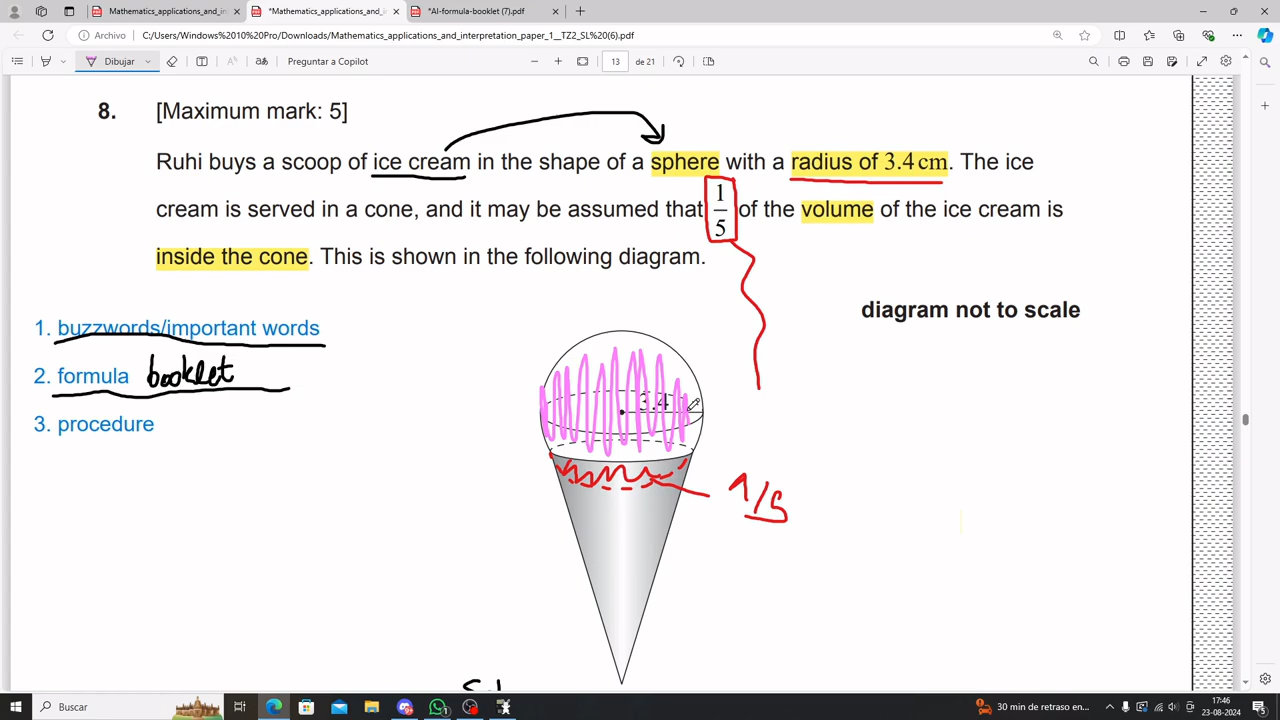 Mathematics_applications_and_in
*Mathematics_applications_and_i
*AI-formula-booklet (7).pdf
Archivo
C:/Users/Windows%2010%20Pro/Downloads/Mathematics_applications_and_interpretation_paper_1__TZ2_SL%20(6).pdf
Dibujar
Preguntar a Copilot
13
de 21
8. [Maximum mark: 5]
Ruhi buys a scoop of ice cream in the shape of a sphere with a radius of 3.4 cm. The ice
cream is served in a cone, and it may be assumed that 1/5 of the volume of the ice cream is
inside the cone. This is shown in the following diagram.
diagram not to scale
1. buzzwords/important words
2. formula booklet
3. procedure
3.4
1/5
Buscar
30 min de retraso en...
17:46
23-08-2024